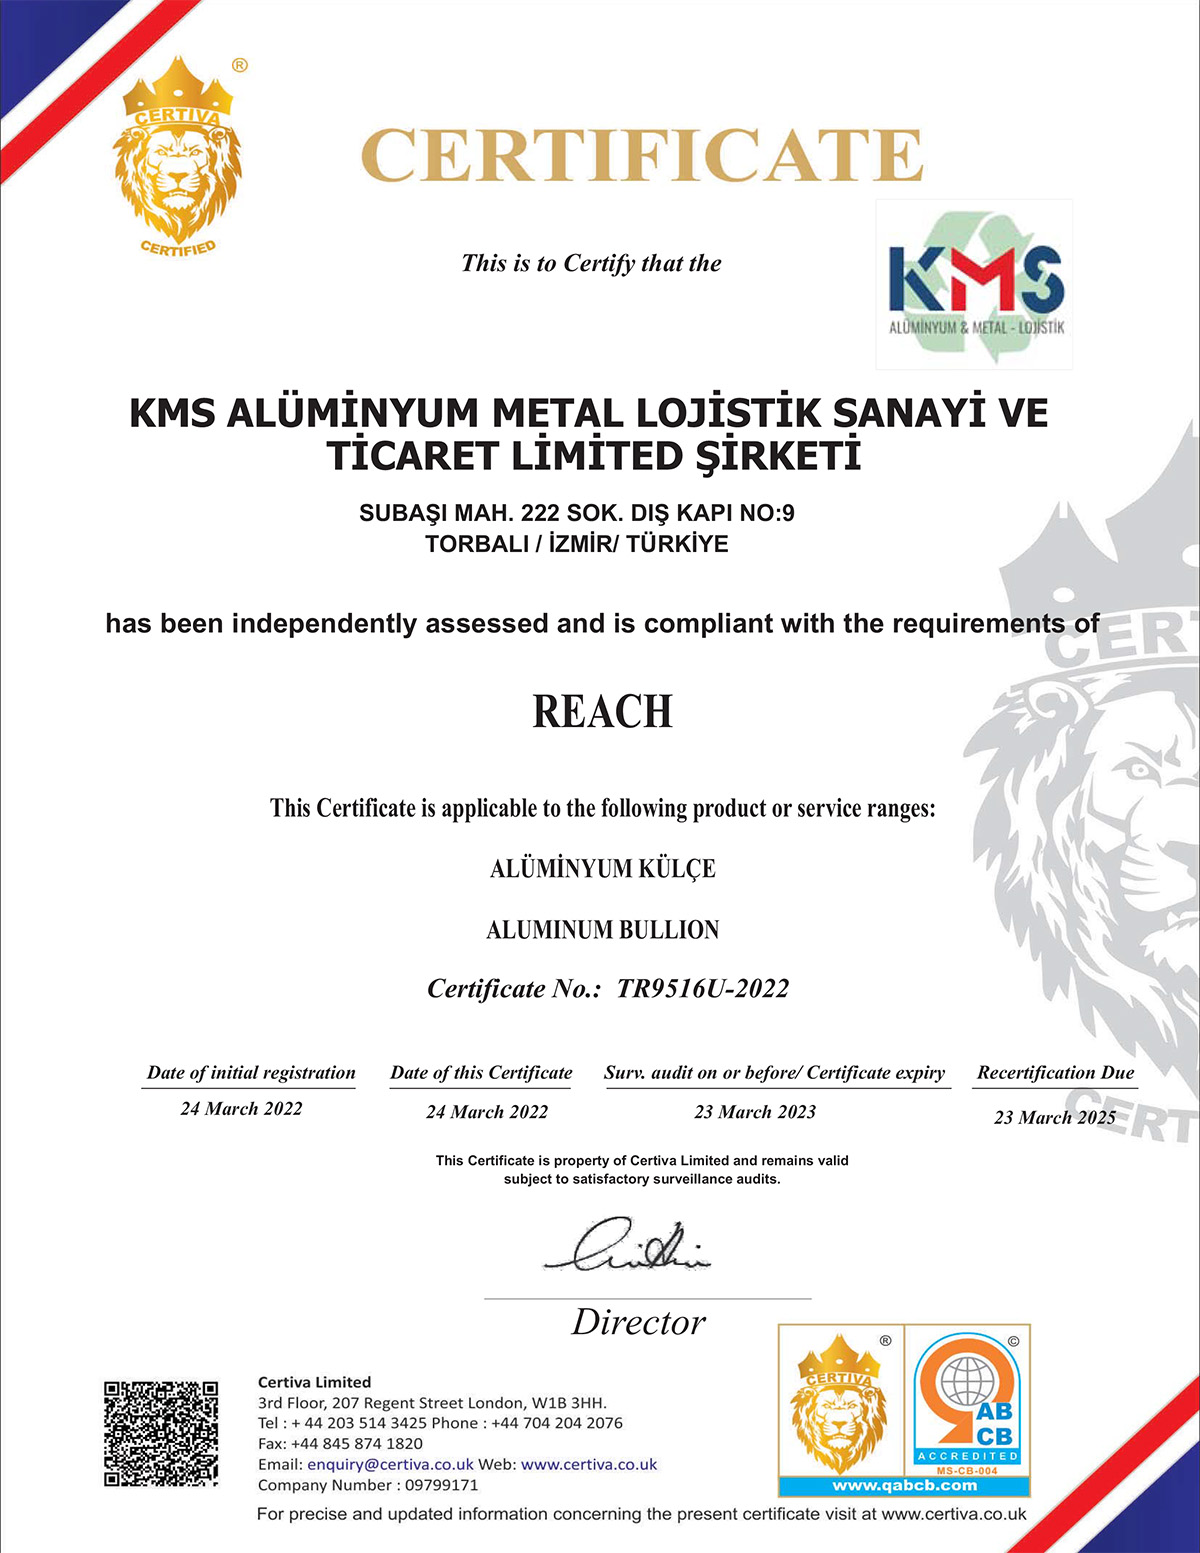 CERTIVA
®
CERTIFIED
CERTIFICATE
This is to Certify that the
KMS
ALÜMİNYUM & METAL - LOJİSTİK
KMS ALÜMİNYUM METAL LOJİSTİK SANAYİ VE
TİCARET LİMİTED ŞİRKETİ
SUBAŞI MAH. 222 SOK. DIŞ KAPI NO:9
TORBALI / İZMİR/ TÜRKİYE
has been independently assessed and is compliant with the requirements of
CER
REACH
This Certificate is applicable to the following product or service ranges:
ALÜMİNYUM KÜLÇE
ALUMINUM BULLION
Certificate No.: TR9516U-2022
Date of initial registration Date of this Certificate Surv. audit on or before/ Certificate expiry Recertification Due
24 March 2022 24 March 2022 23 March 2023 23 March 2025
CERT
This Certificate is property of Certiva Limited and remains valid
subject to satisfactory surveillance audits.
Director
Certiva Limited
3rd Floor, 207 Regent Street London, W1B 3HH.
Tel : + 44 203 514 3425 Phone : +44 704 204 2076
Fax: +44 845 874 1820
Email: enquiry@certiva.co.uk Web: www.certiva.co.uk
Company Number : 09799171
CERTIVA
®
©
AB
CB
ACCREDITED
MS-CB-004
www.qabcb.com
For precise and updated information concerning the present certificate visit at www.certiva.co.uk